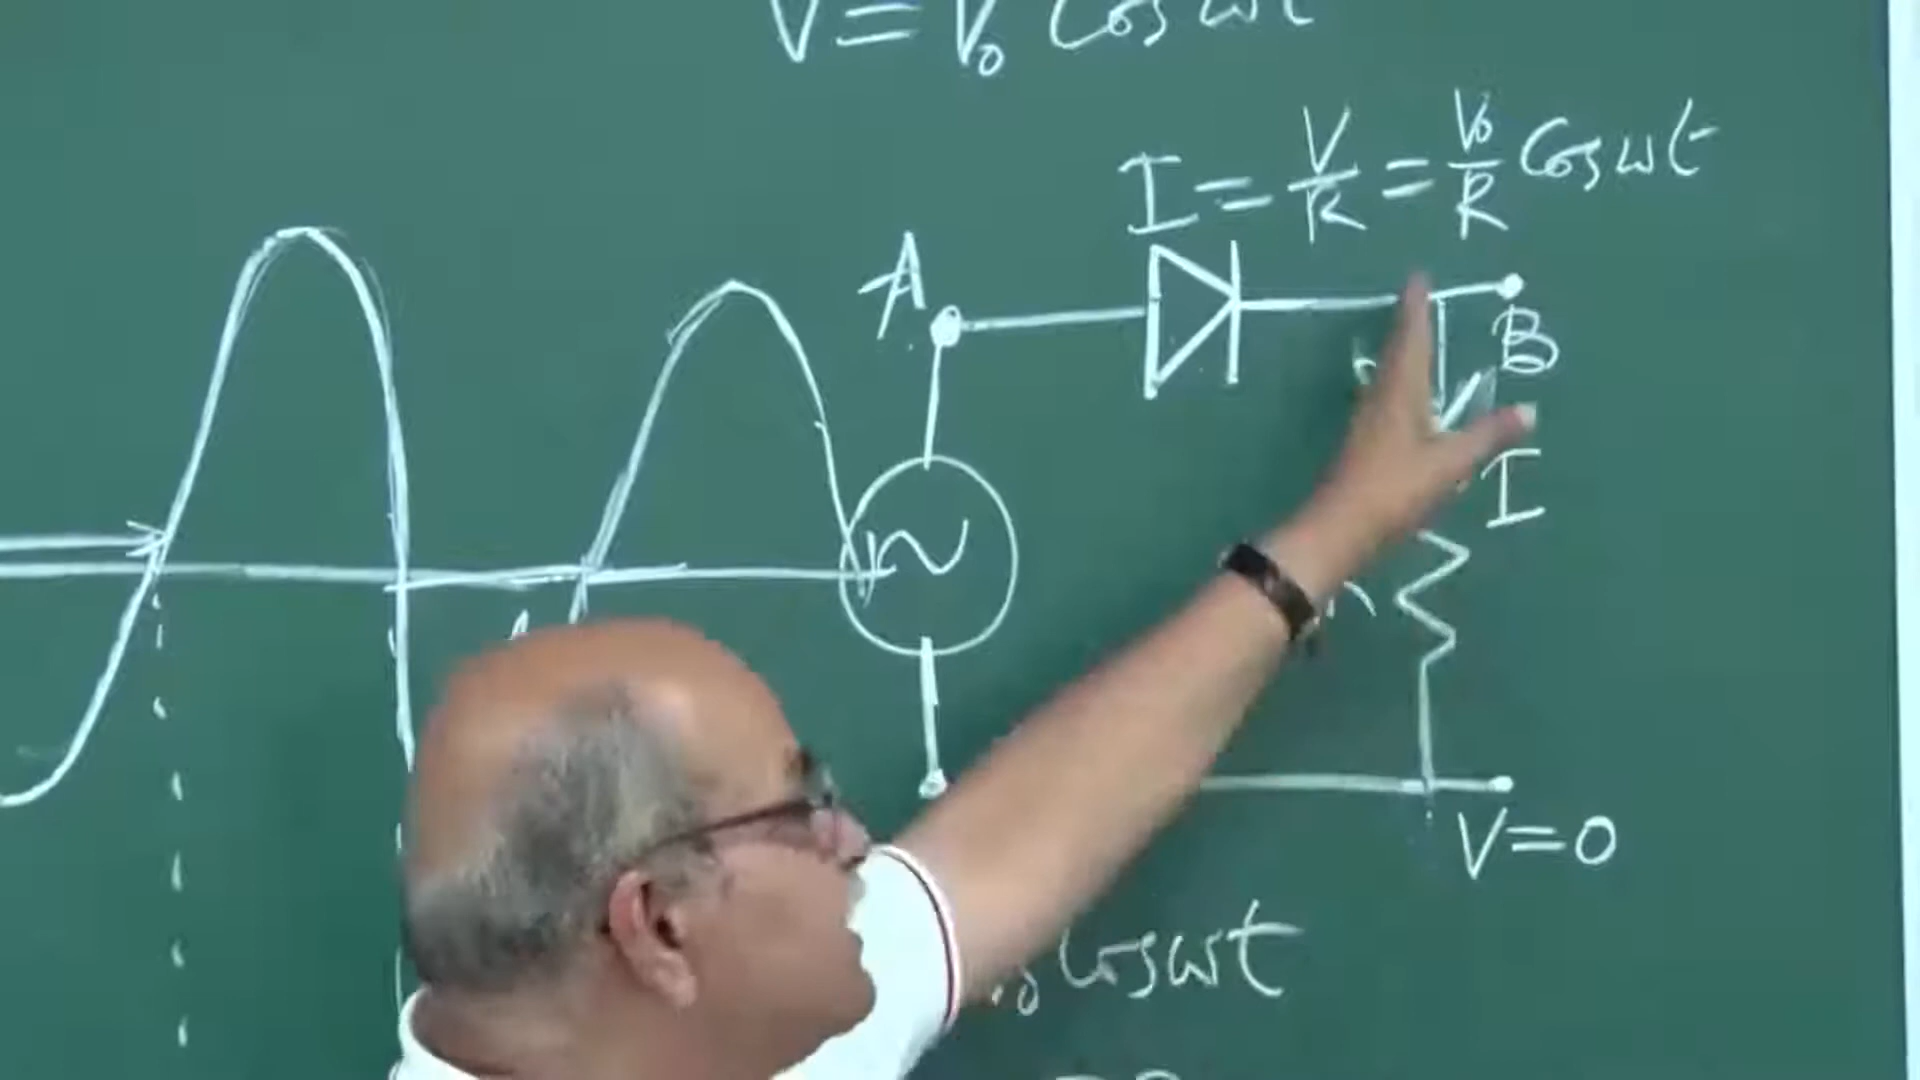 V = V₀ Cos ωt
I = V/R = V₀/R Cos ωt
A
B
I
V = 0
Cos ωt